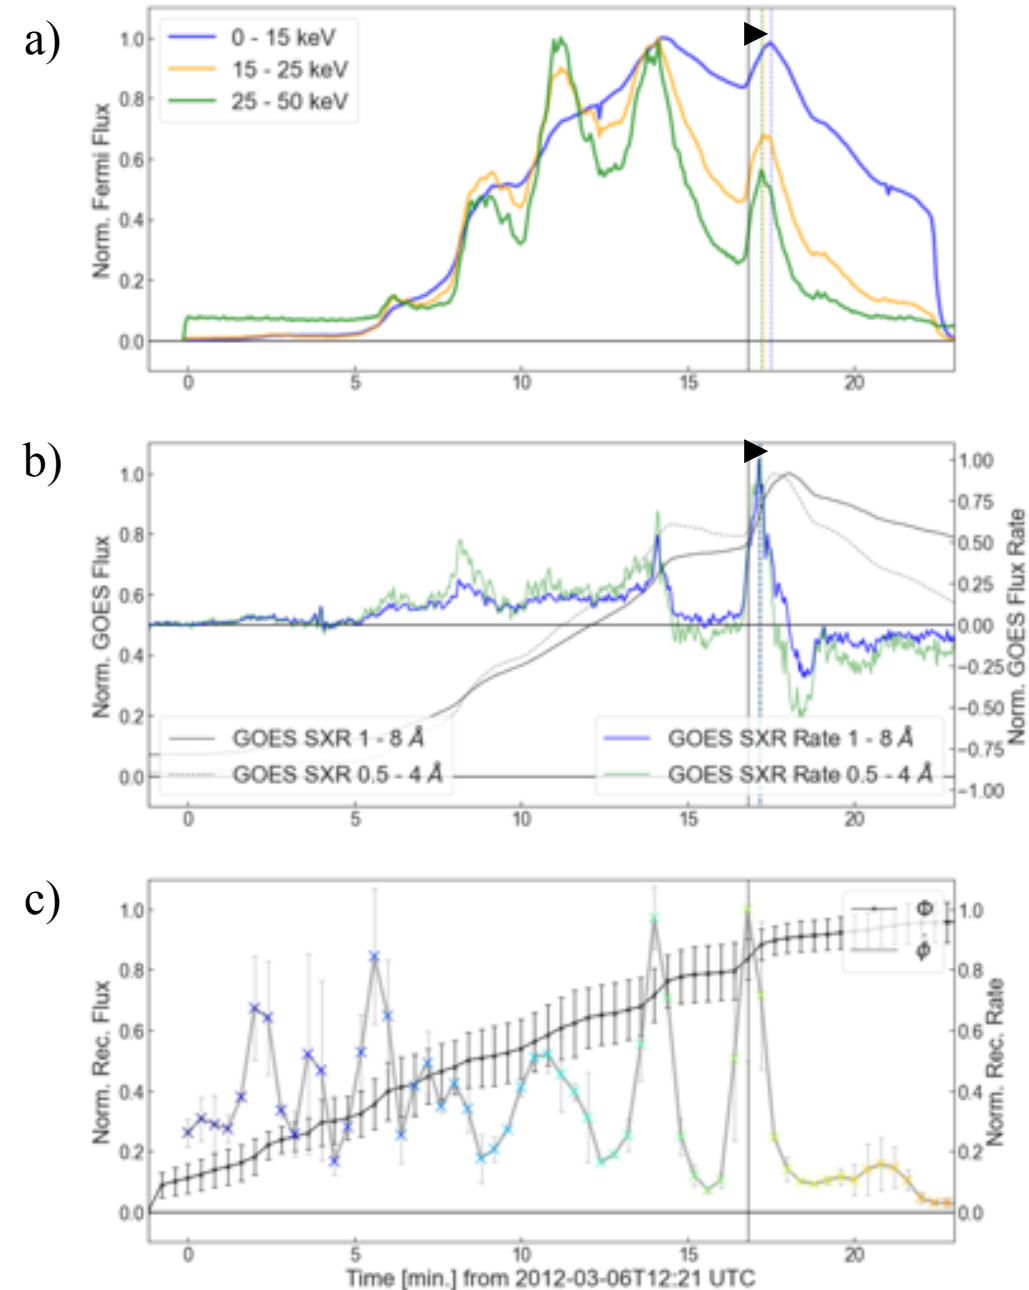 a)
0 - 15 keV
15 - 25 keV
25 - 50 keV
Norm. Fermi Flux
1.0
0.8
0.6
0.4
0.2
0.0
0 5 10 15 20
b)
Norm. GOES Flux
1.0
0.8
0.6
0.4
0.2
0.0
GOES SXR 1 - 8 Å
GOES SXR 0.5 - 4 Å
GOES SXR Rate 1 - 8 Å
GOES SXR Rate 0.5 - 4 Å
1.00
0.75
0.50
0.25
0.00
−0.25
−0.50
−0.75
−1.00
Norm. GOES Flux Rate
0 5 10 15 20
c)
Norm. Rec. Flux
1.0
0.8
0.6
0.4
0.2
0.0
Φ
ϕ̇
1.0
0.8
0.6
0.4
0.2
0.0
Norm. Rec. Rate
0 5 10 15 20
Time [min.] from 2012-03-06T12:21 UTC